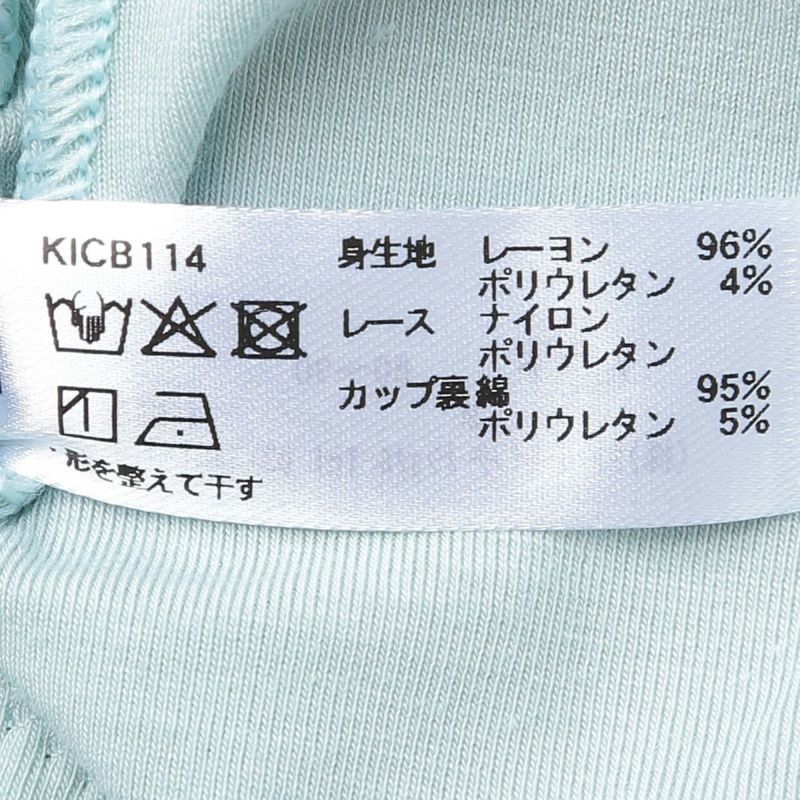 KICB114
身生地 レーヨン 96%
ポリウレタン 4%
レース ナイロン
ポリウレタン
カップ裏 綿 95%
ポリウレタン 5%
形を整えて干す